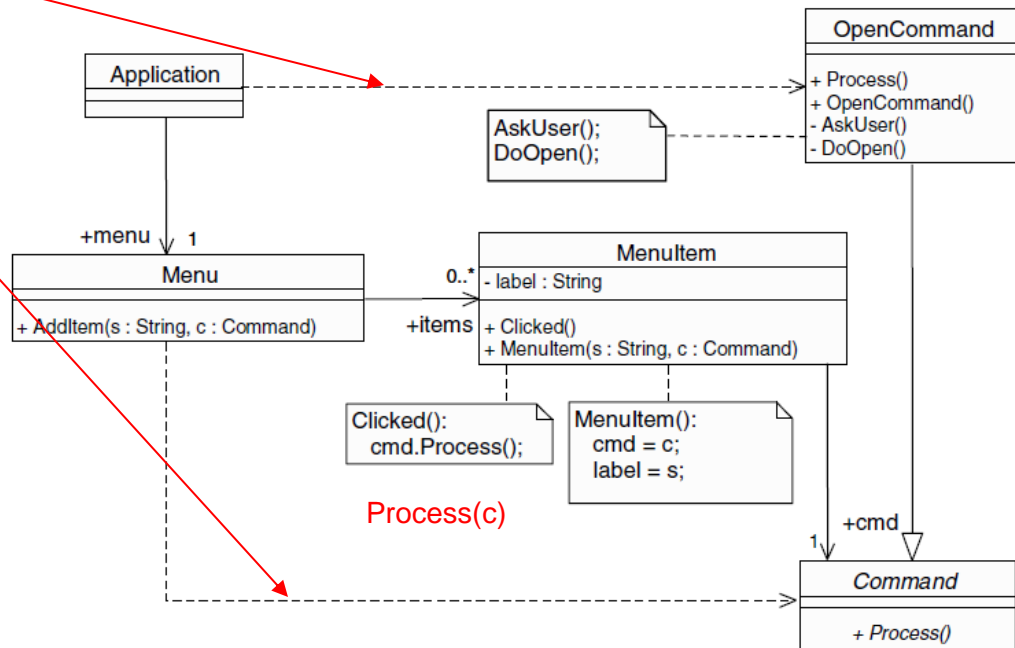 OpenCommand
+ Process()
+ OpenCommand()
- AskUser()
- DoOpen()
Application
AskUser();
DoOpen();
+menu 1
Menu
+ AddItem(s : String, c : Command)
0..*
+items
MenuItem
- label : String
+ Clicked()
+ MenuItem(s : String, c : Command)
Clicked():
cmd.Process();
MenuItem():
cmd = c;
label = s;
Process(c)
+cmd
1
Command
+ Process()